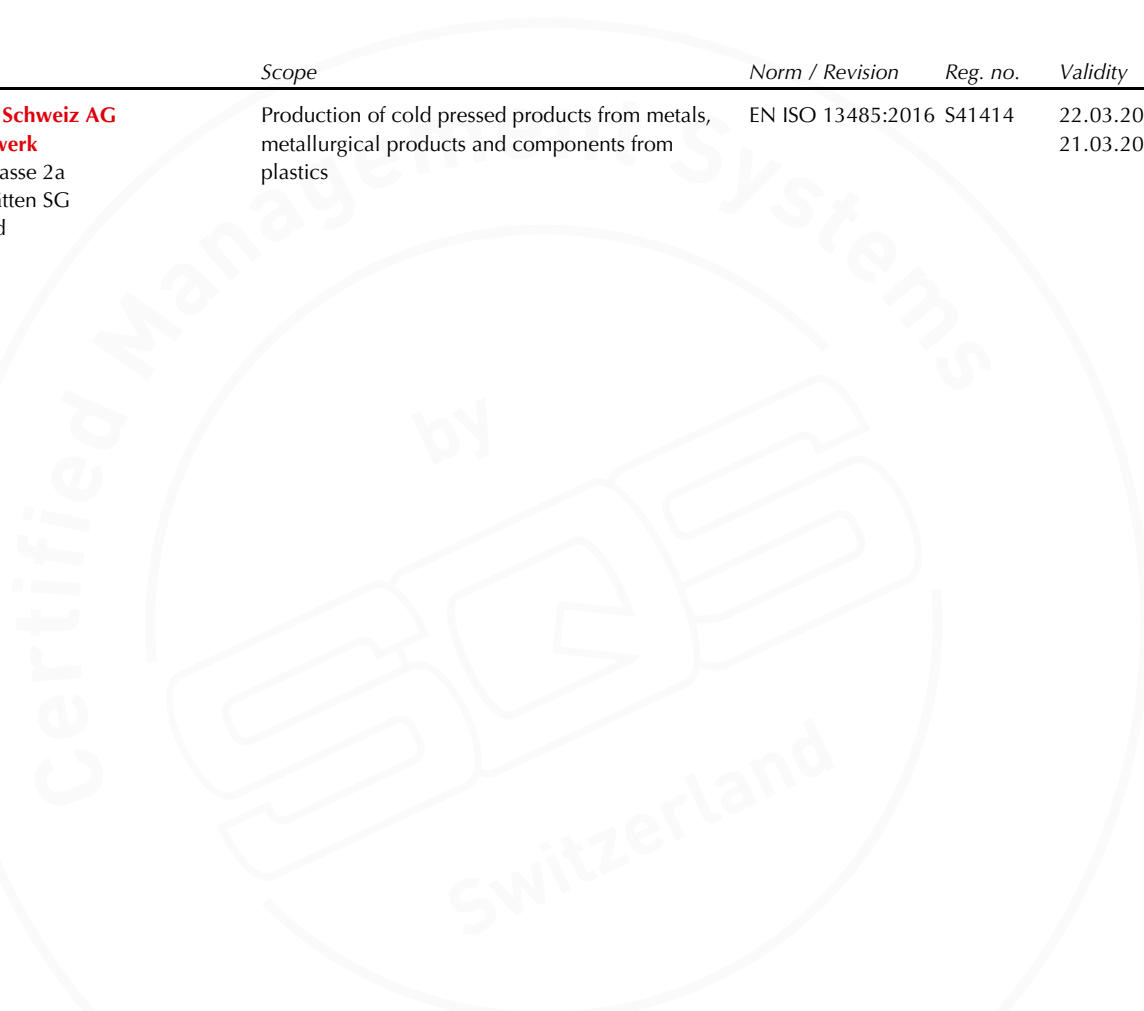 Scope Norm / Revision Reg. no. Validity
Schweiz AG Production of cold pressed products from metals, EN ISO 13485:2016 S41414 22.03.20
werk metallurgical products and components from 21.03.20
asse 2a plastics
ätten SG
d
Certified Management Systems
by
SQS
Switzerland